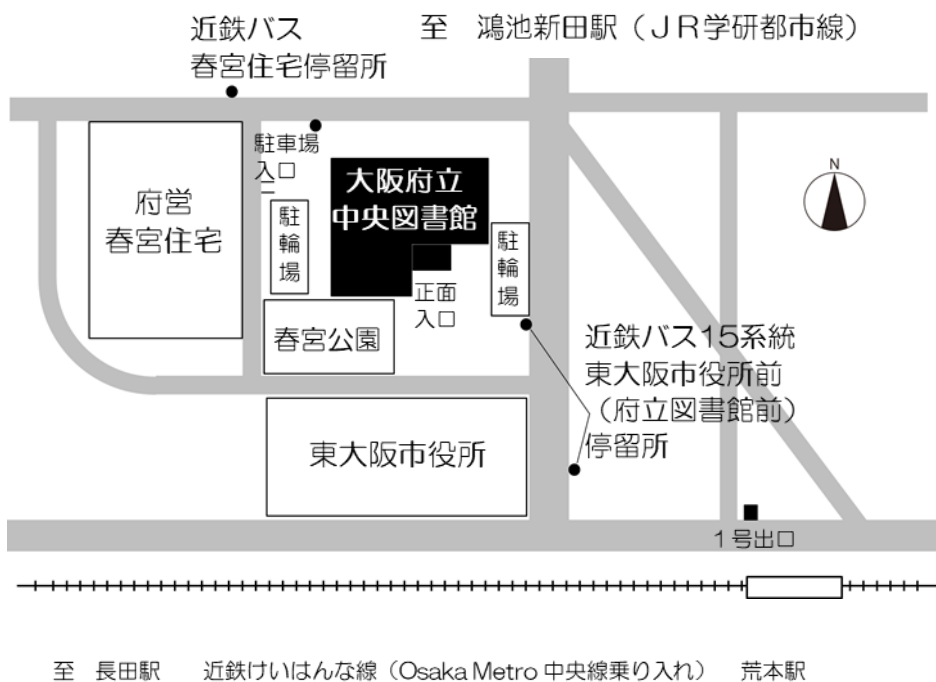 近鉄バス
春宮住宅停留所
至　鴻池新田駅（ＪＲ学研都市線）
駐車場
入口
大阪府立
中央図書館
N
府営
春宮住宅
駐輪場
駐輪場
正面
入口
春宮公園
近鉄バス15系統
東大阪市役所前
（府立図書館前）
停留所
東大阪市役所
１号出口
至　長田駅　近鉄けいはんな線（Osaka Metro 中央線乗り入れ）　荒本駅